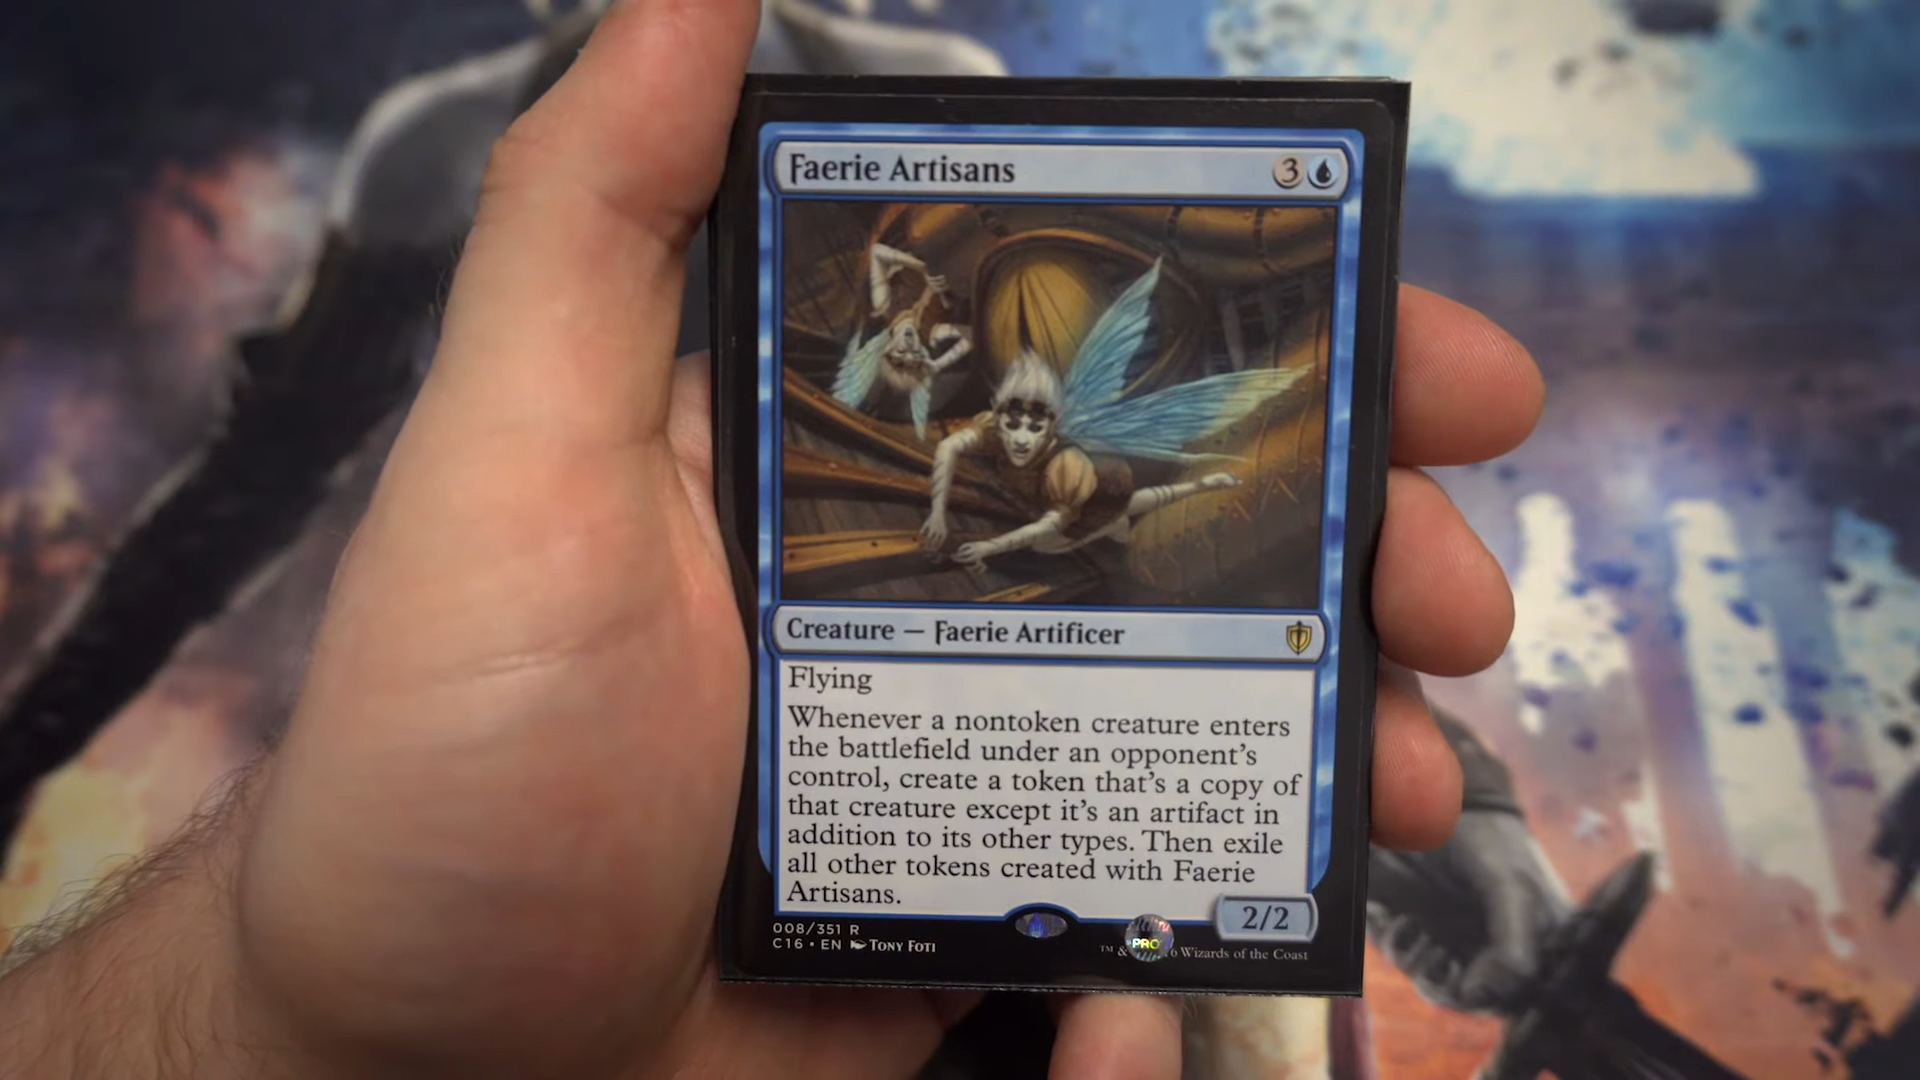 Faerie Artisans 3
Creature — Faerie Artificer
Flying
Whenever a nontoken creature enters
the battlefield under an opponent's
control, create a token that's a copy of
that creature except it's an artifact in
addition to its other types. Then exile
all other tokens created with Faerie
Artisans.
2/2
008/351 R
C16 • EN TONY FOTI
PRO
™ & 6 Wizards of the Coast